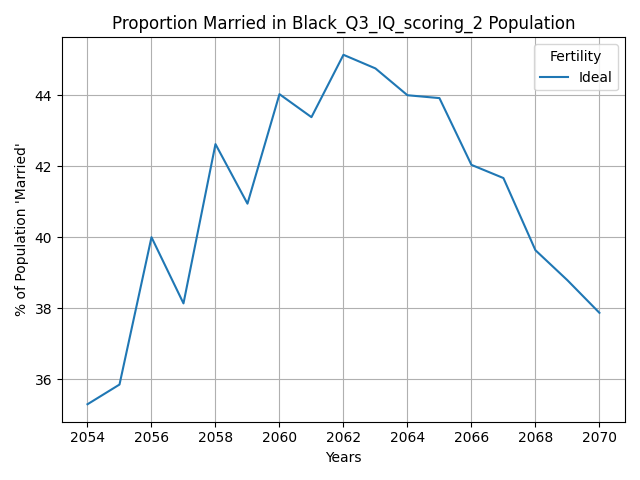 Proportion Married in Black_Q3_IQ_scoring_2 Population
Fertility
Ideal
% of Population 'Married'
44
42
40
38
36
2054 2056 2058 2060 2062 2064 2066 2068 2070
Years